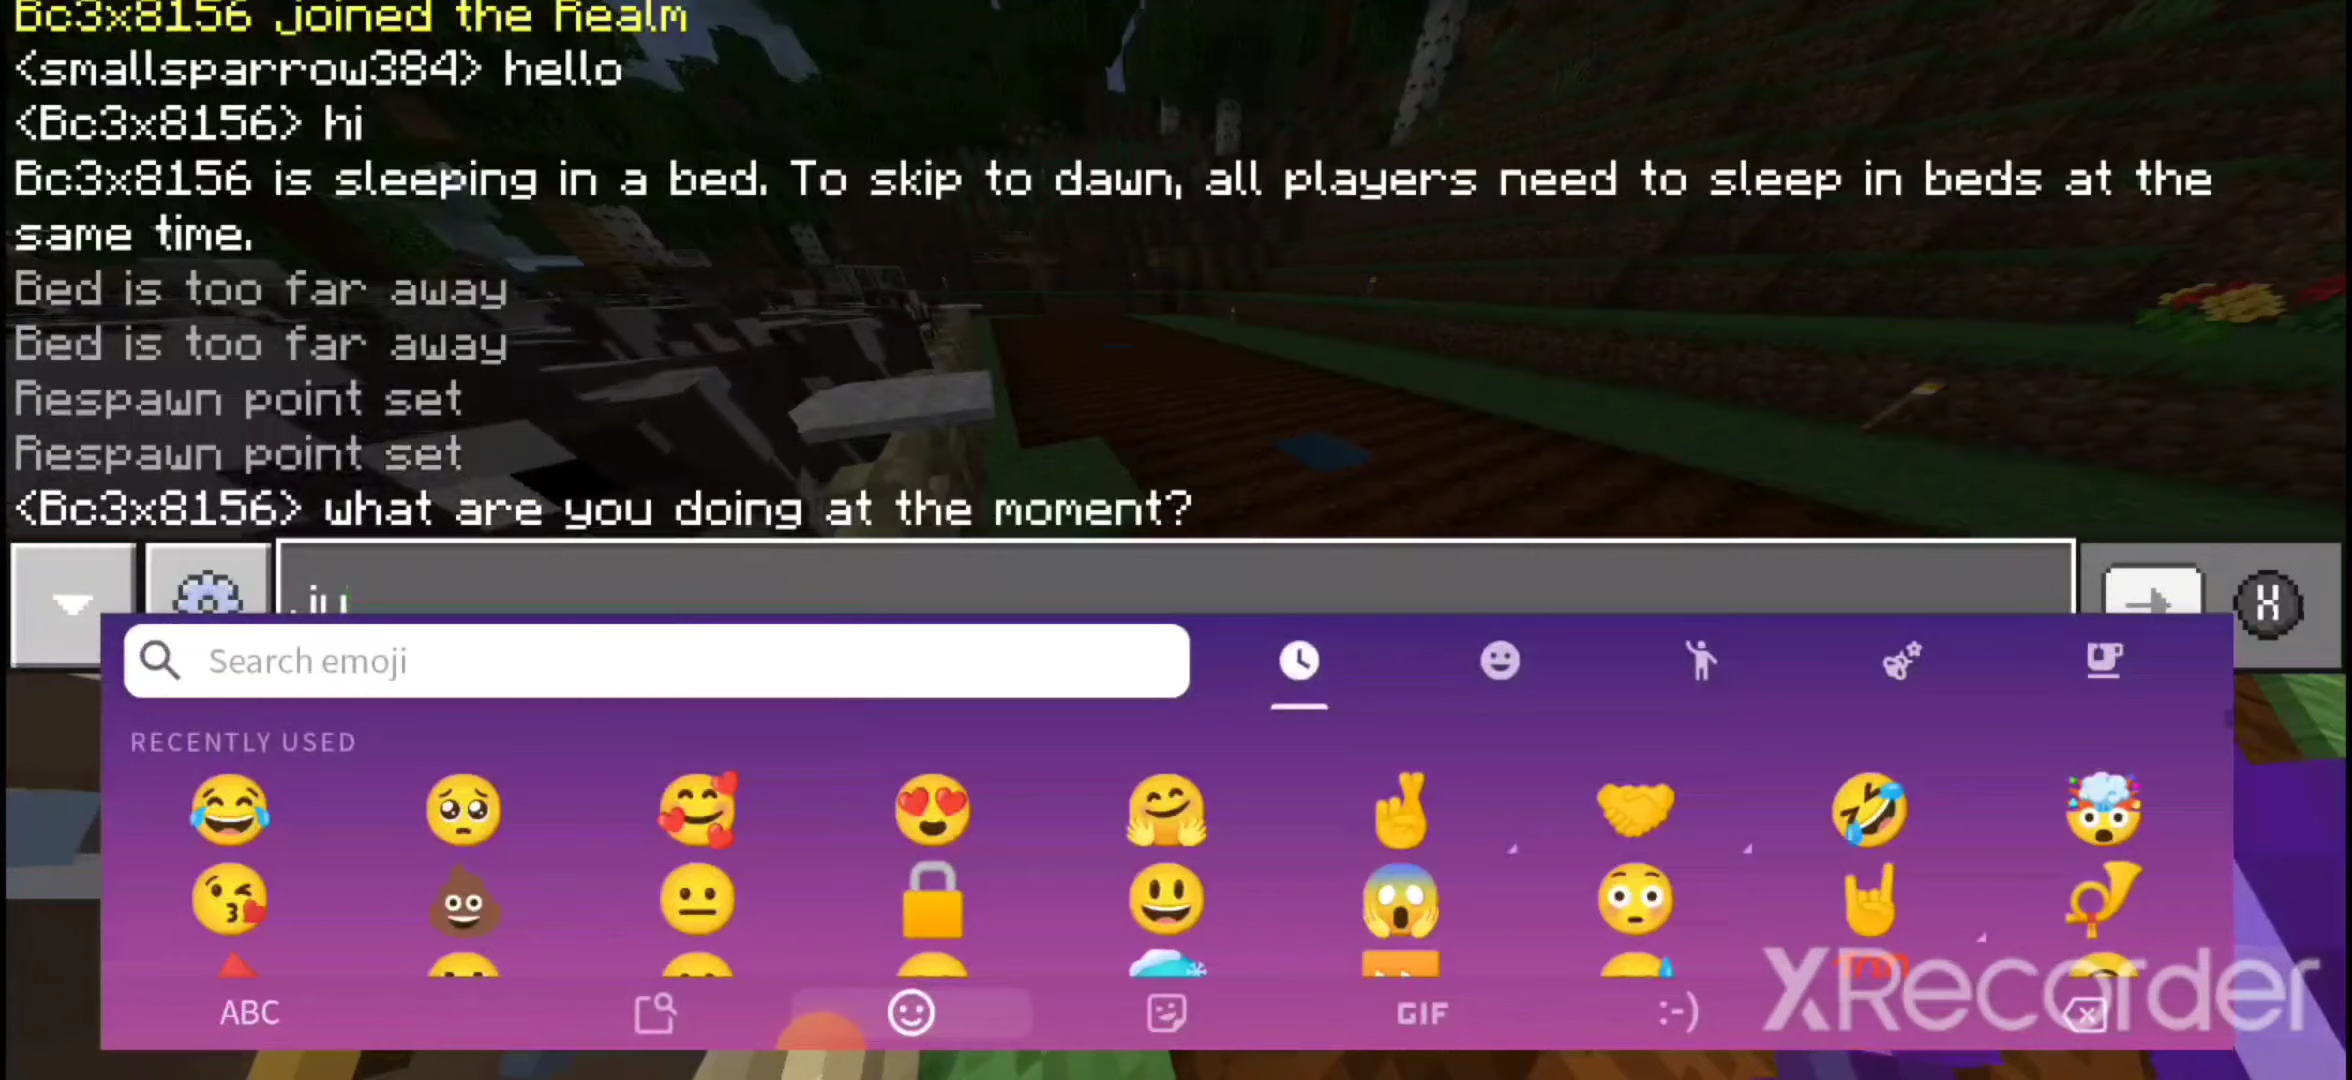 Bc3x8156 joined the Realm
<smallsparrow384> hello
<Bc3x8156> hi
Bc3x8156 is sleeping in a bed. To skip to dawn, all players need to sleep in beds at the
same time.
Bed is too far away
Bed is too far away
Respawn point set
Respawn point set
<Bc3x8156> what are you doing at the moment?
X
Search emoji
RECENTLY USED
ABC
GIF
:-)
XRecorder